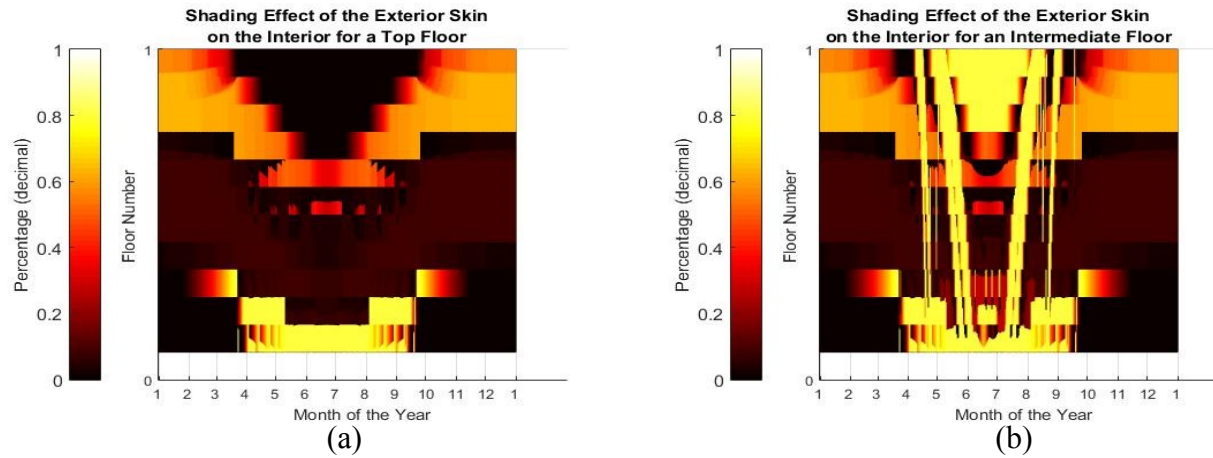 Shading Effect of the Exterior Skin
on the Interior for a Top Floor
1
0.8
0.6
0.4
0.2
0
Percentage (decimal)
1
0
Floor Number
1 2 3 4 5 6 7 8 9 10 11 12 1
Month of the Year
(a)
Shading Effect of the Exterior Skin
on the Interior for an Intermediate Floor
1
0.8
0.6
0.4
0.2
0
Percentage (decimal)
1
0
Floor Number
1 2 3 4 5 6 7 8 9 10 11 12 1
Month of the Year
(b)